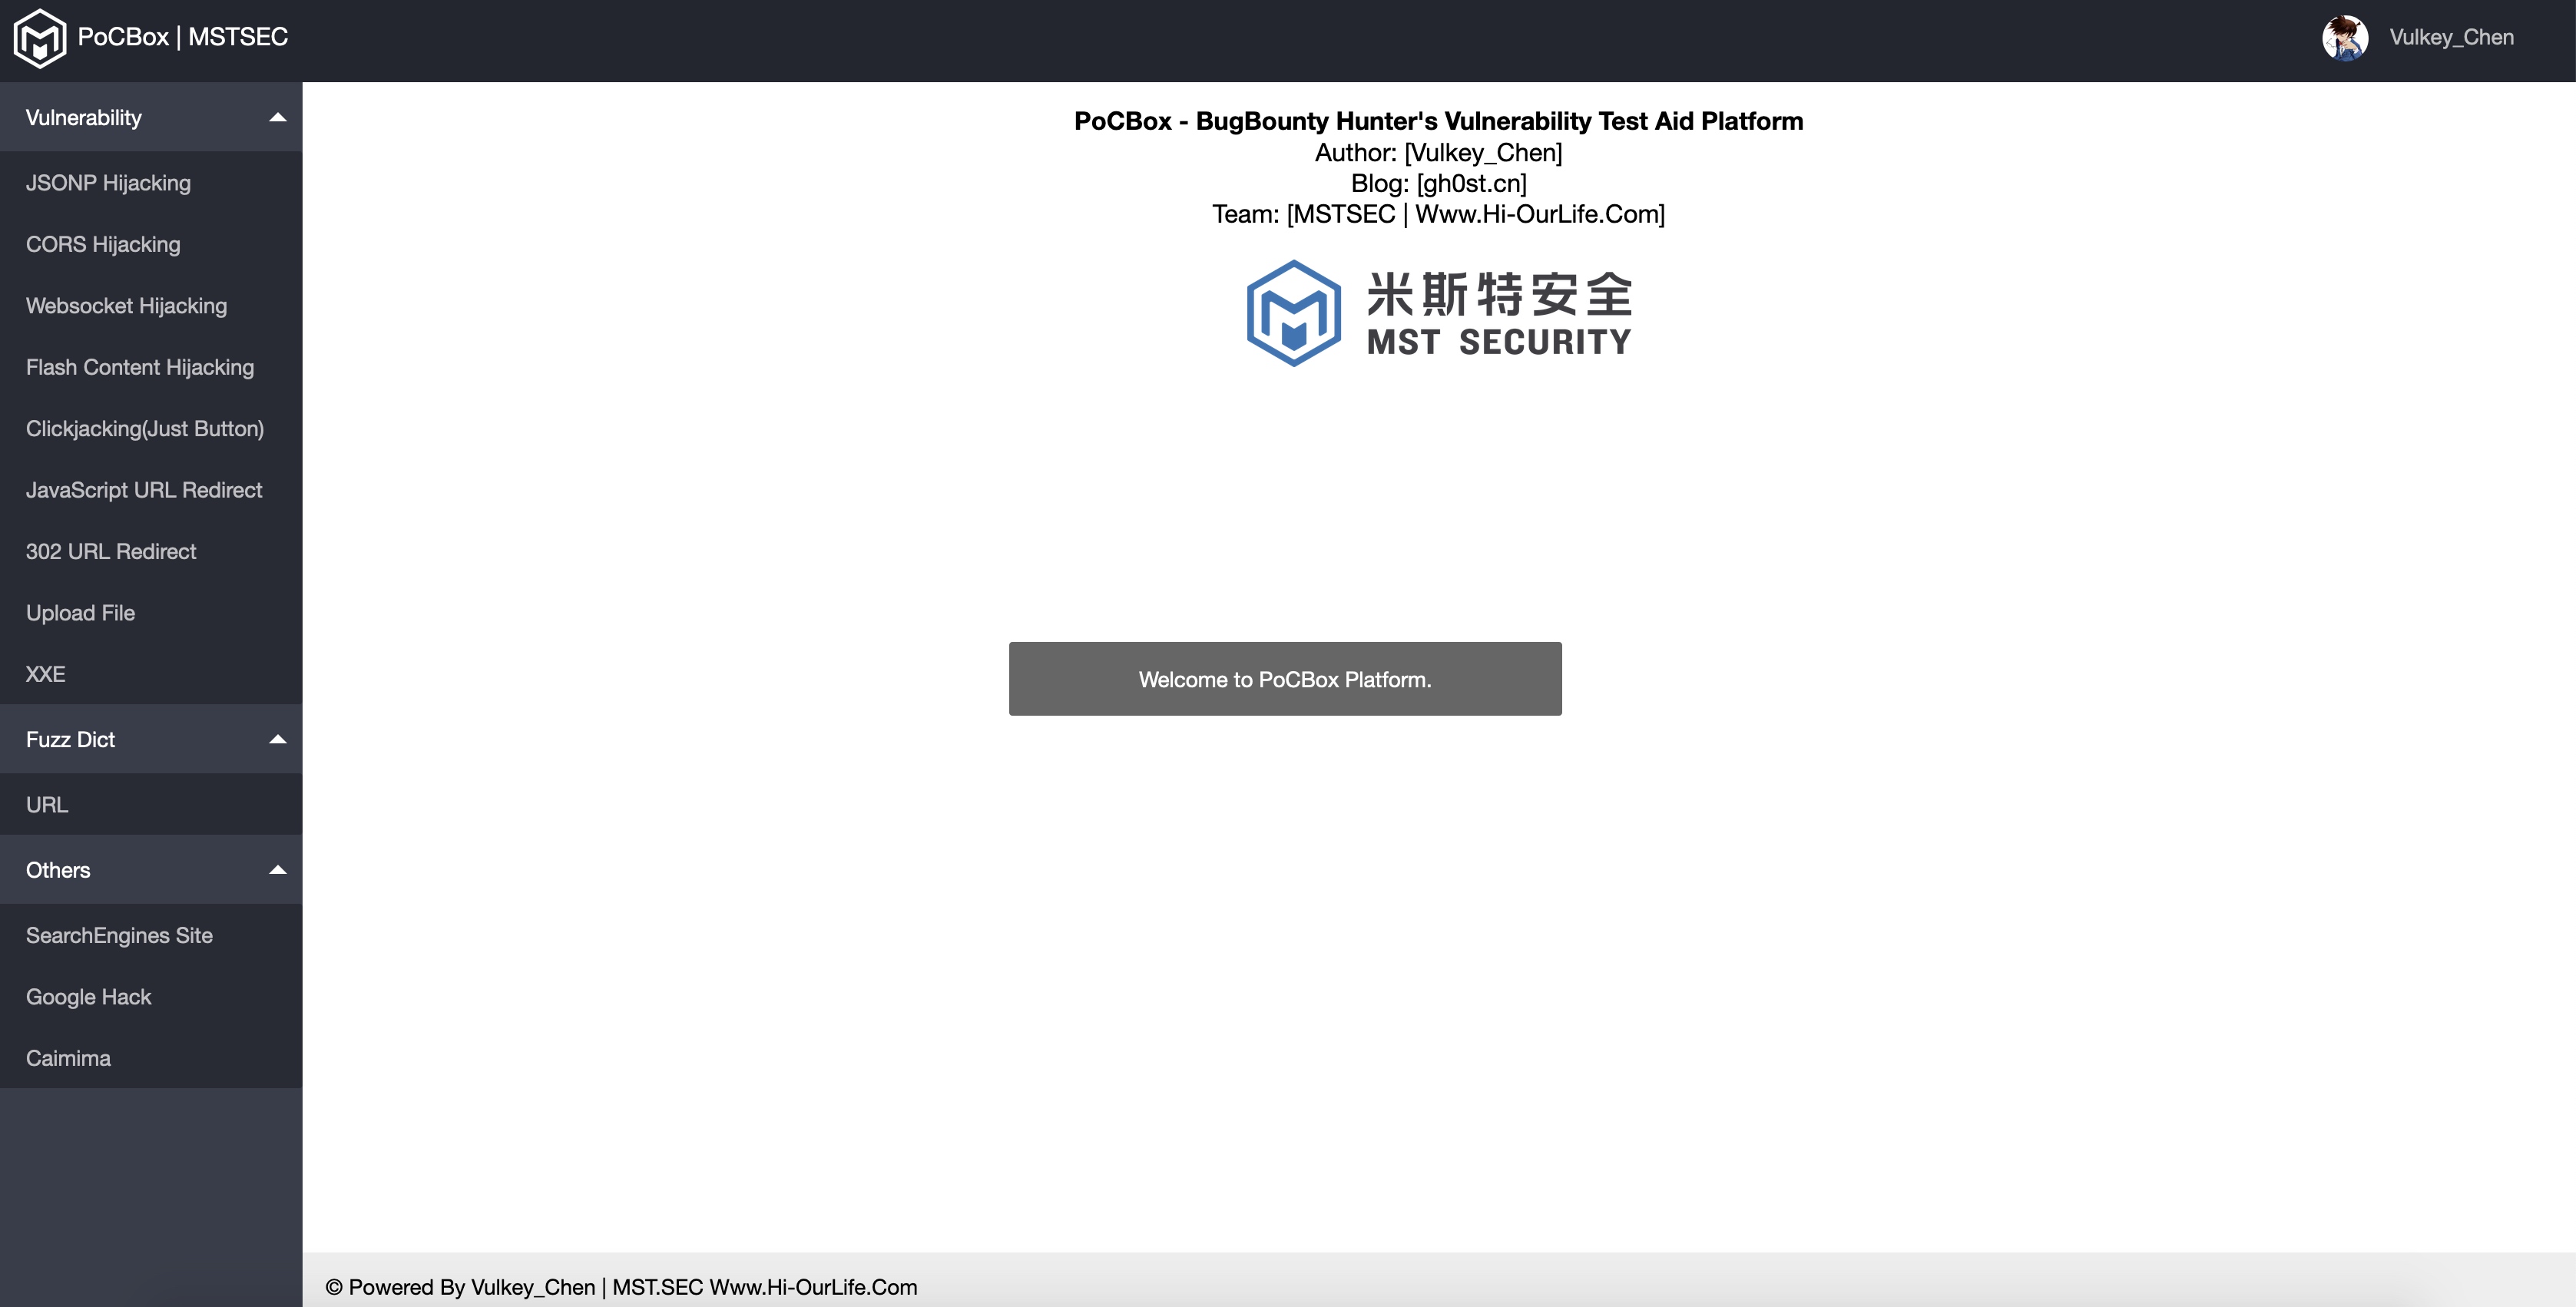 PoCBox | MSTSEC
Vulkey_Chen
Vulnerability
JSONP Hijacking
CORS Hijacking
Websocket Hijacking
Flash Content Hijacking
Clickjacking(Just Button)
JavaScript URL Redirect
302 URL Redirect
Upload File
XXE
Fuzz Dict
URL
Others
SearchEngines Site
Google Hack
Caimima
PoCBox - BugBounty Hunter's Vulnerability Test Aid Platform
Author: [Vulkey_Chen]
Blog: [gh0st.cn]
Team: [MSTSEC | Www.Hi-OurLife.Com]
米斯特安全
MST SECURITY
Welcome to PoCBox Platform.
© Powered By Vulkey_Chen | MST.SEC Www.Hi-OurLife.Com